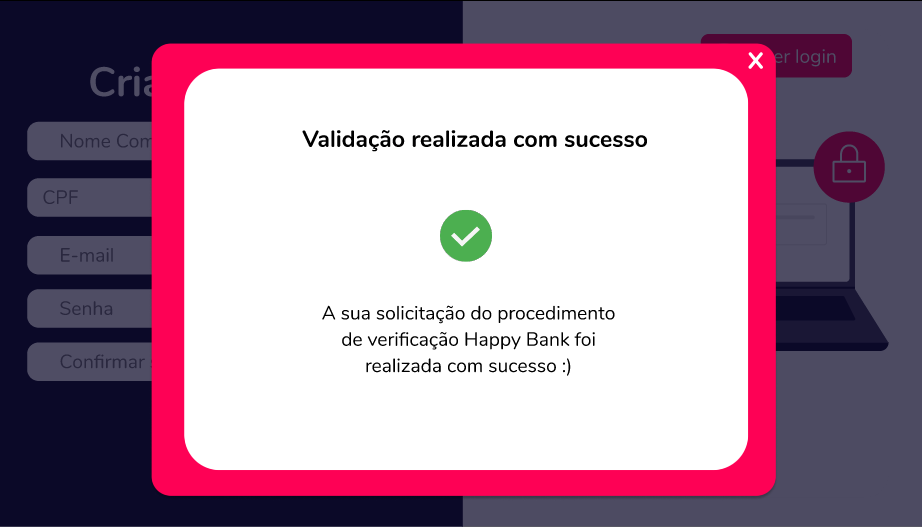 Cria
er login
X
Validação realizada com sucesso
Nome Com
CPF
E-mail
Senha
Confirmar
A sua solicitação do procedimento
de verificação Happy Bank foi
realizada com sucesso :)